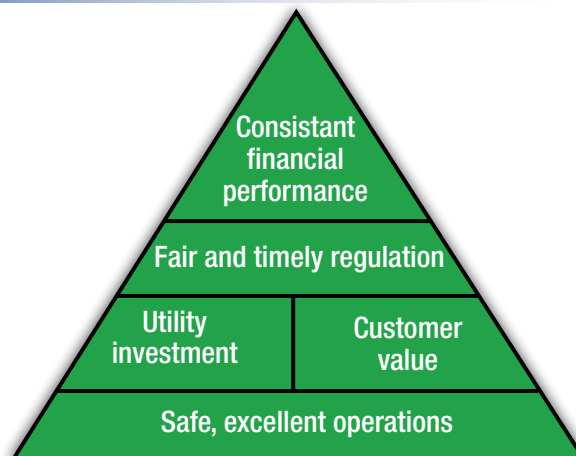 Consistant
financial
performance
Fair and timely regulation
Utility
investment
Customer
value
Safe, excellent operations